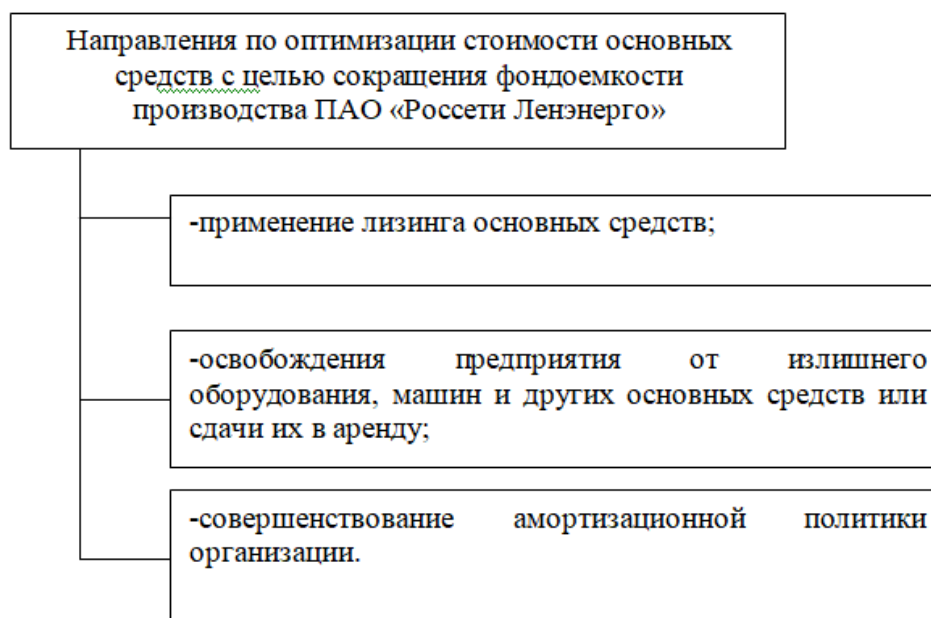 Направления по оптимизации стоимости основных
средств с целью сокращения фондоемкости
производства ПАО «Россети Ленэнерго»
-применение лизинга основных средств;
-освобождения предприятия от излишнего
оборудования, машин и других основных средств или
сдачи их в аренду;
-совершенствование амортизационной политики
организации.